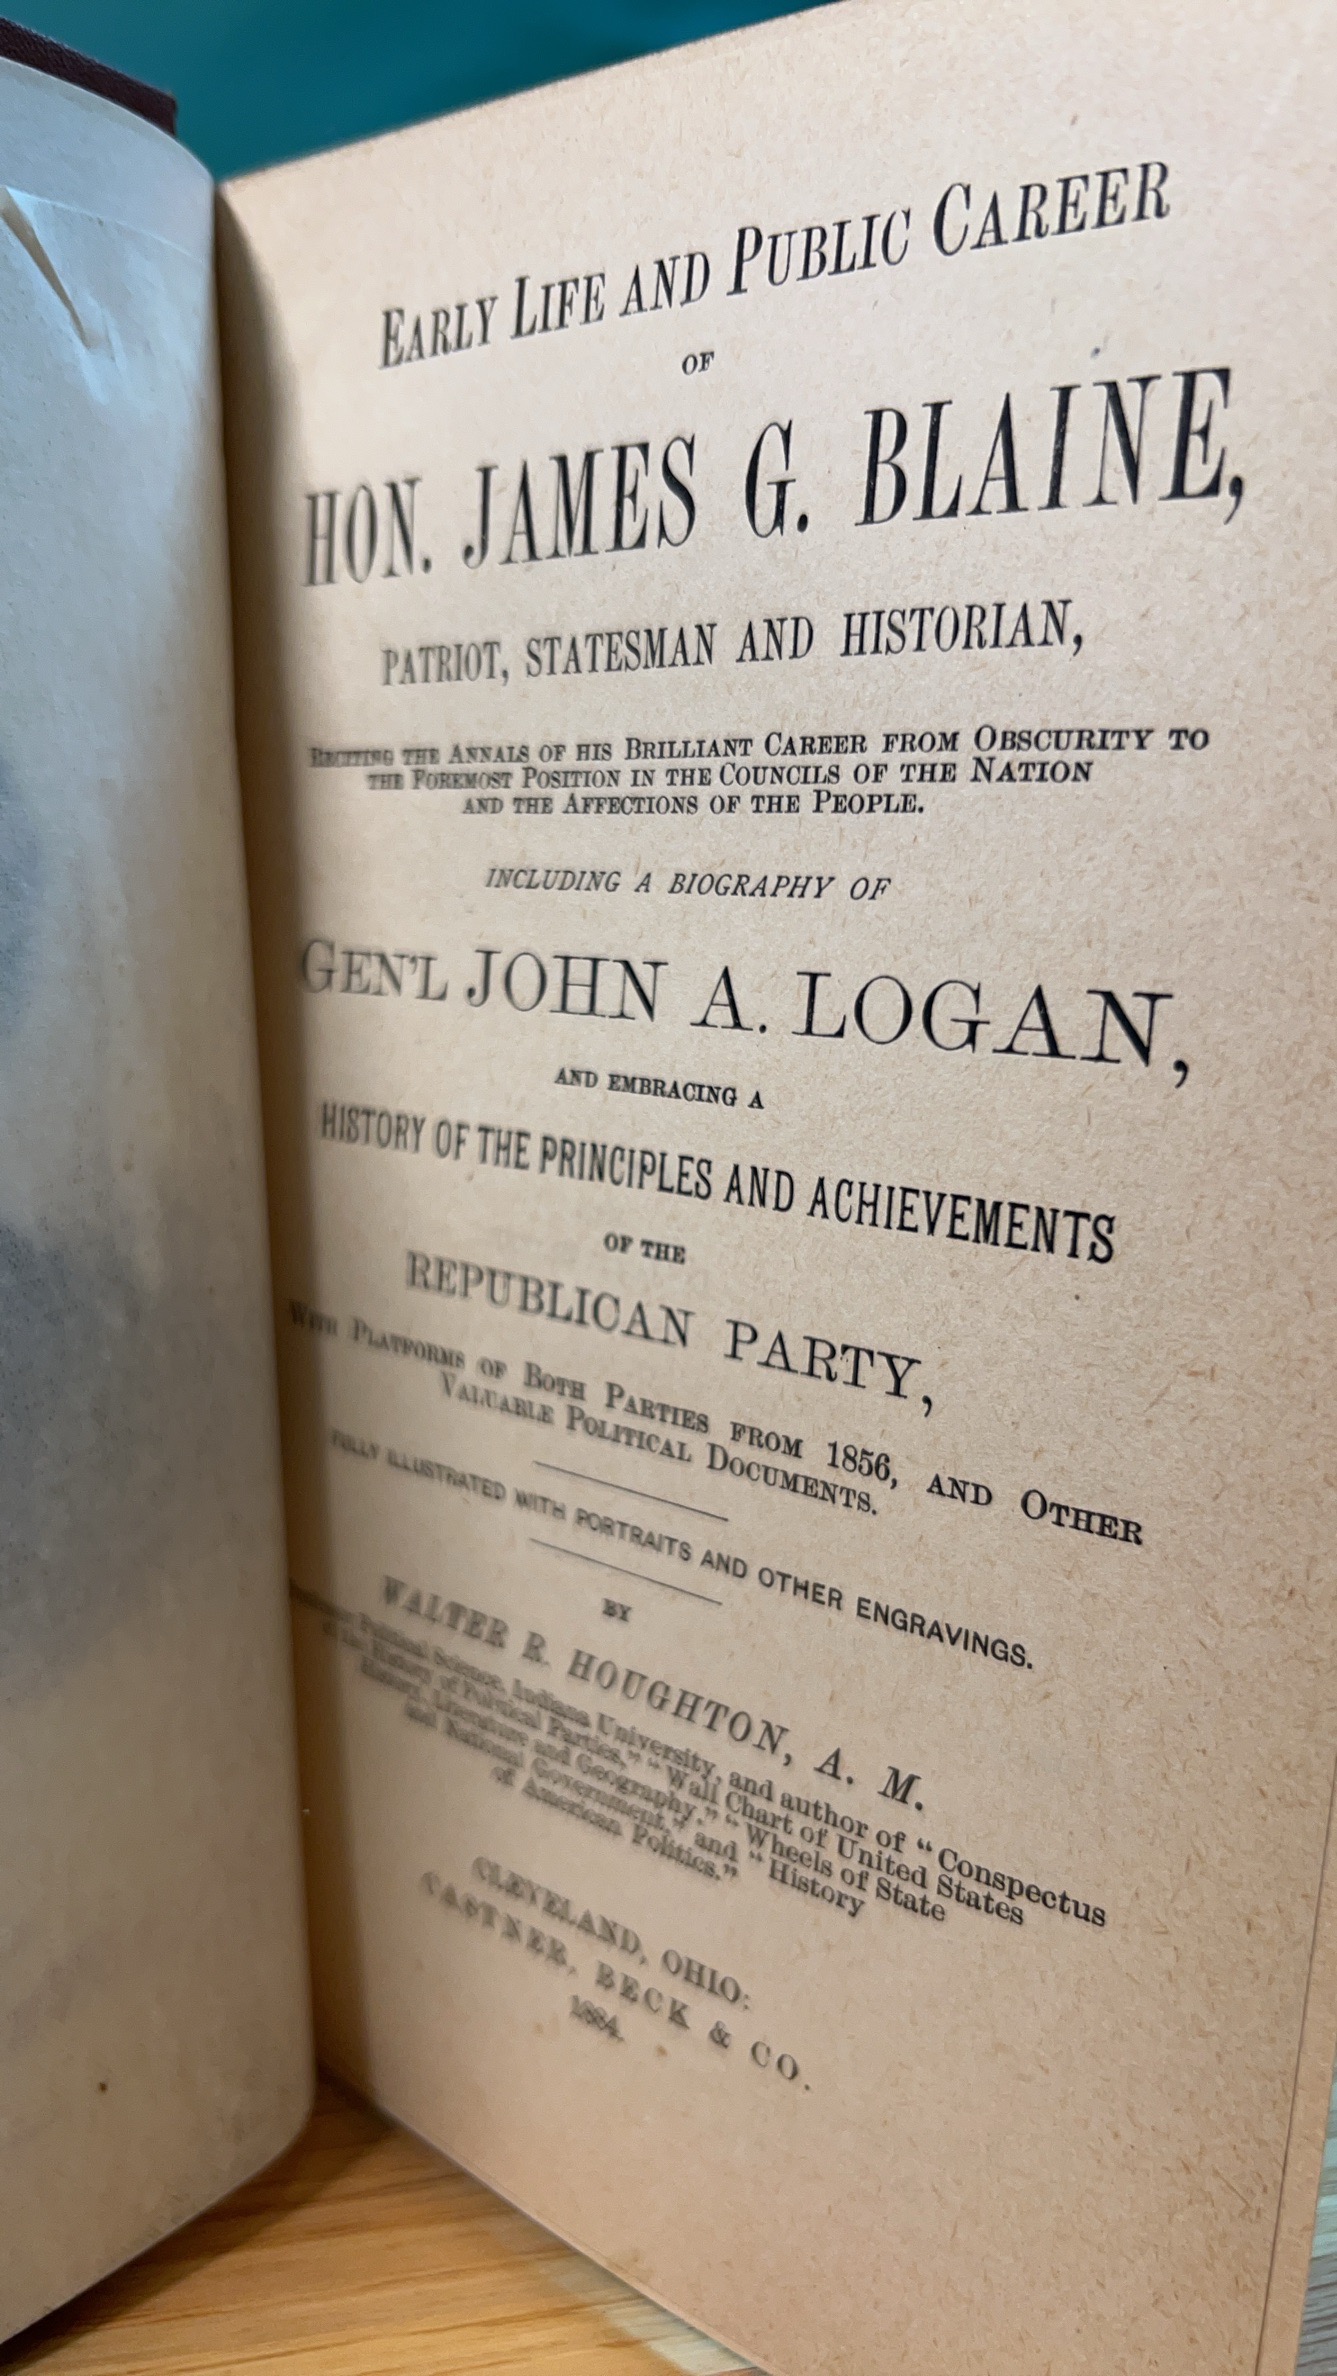 EARLY LIFE AND PUBLIC CAREER
OF
HON. JAMES G. BLAINE,
PATRIOT, STATESMAN AND HISTORIAN,
RECITING THE ANNALS OF HIS BRILLIANT CAREER FROM OBSCURITY TO
THE FOREMOST POSITION IN THE COUNCILS OF THE NATION
AND THE AFFECTIONS OF THE PEOPLE.
INCLUDING A BIOGRAPHY OF
GEN'L JOHN A. LOGAN,
AND EMBRACING A
HISTORY OF THE PRINCIPLES AND ACHIEVEMENTS
OF THE
REPUBLICAN PARTY,
WITH PLATFORMS OF BOTH PARTIES FROM 1856, AND OTHER
VALUABLE POLITICAL DOCUMENTS.
FULLY ILLUSTRATED WITH PORTRAITS AND OTHER ENGRAVINGS.
BY
WALTER R. HOUGHTON, A. M.
Political Science, Indiana University, and author of "Conspectus
of the History of Political Parties," "Wall Chart of United States
History, Literature and Geography," "Wheels of State
and National Government," and "History
of American Politics."
CLEVELAND, OHIO:
CASTNER, BECK & CO.
1884.